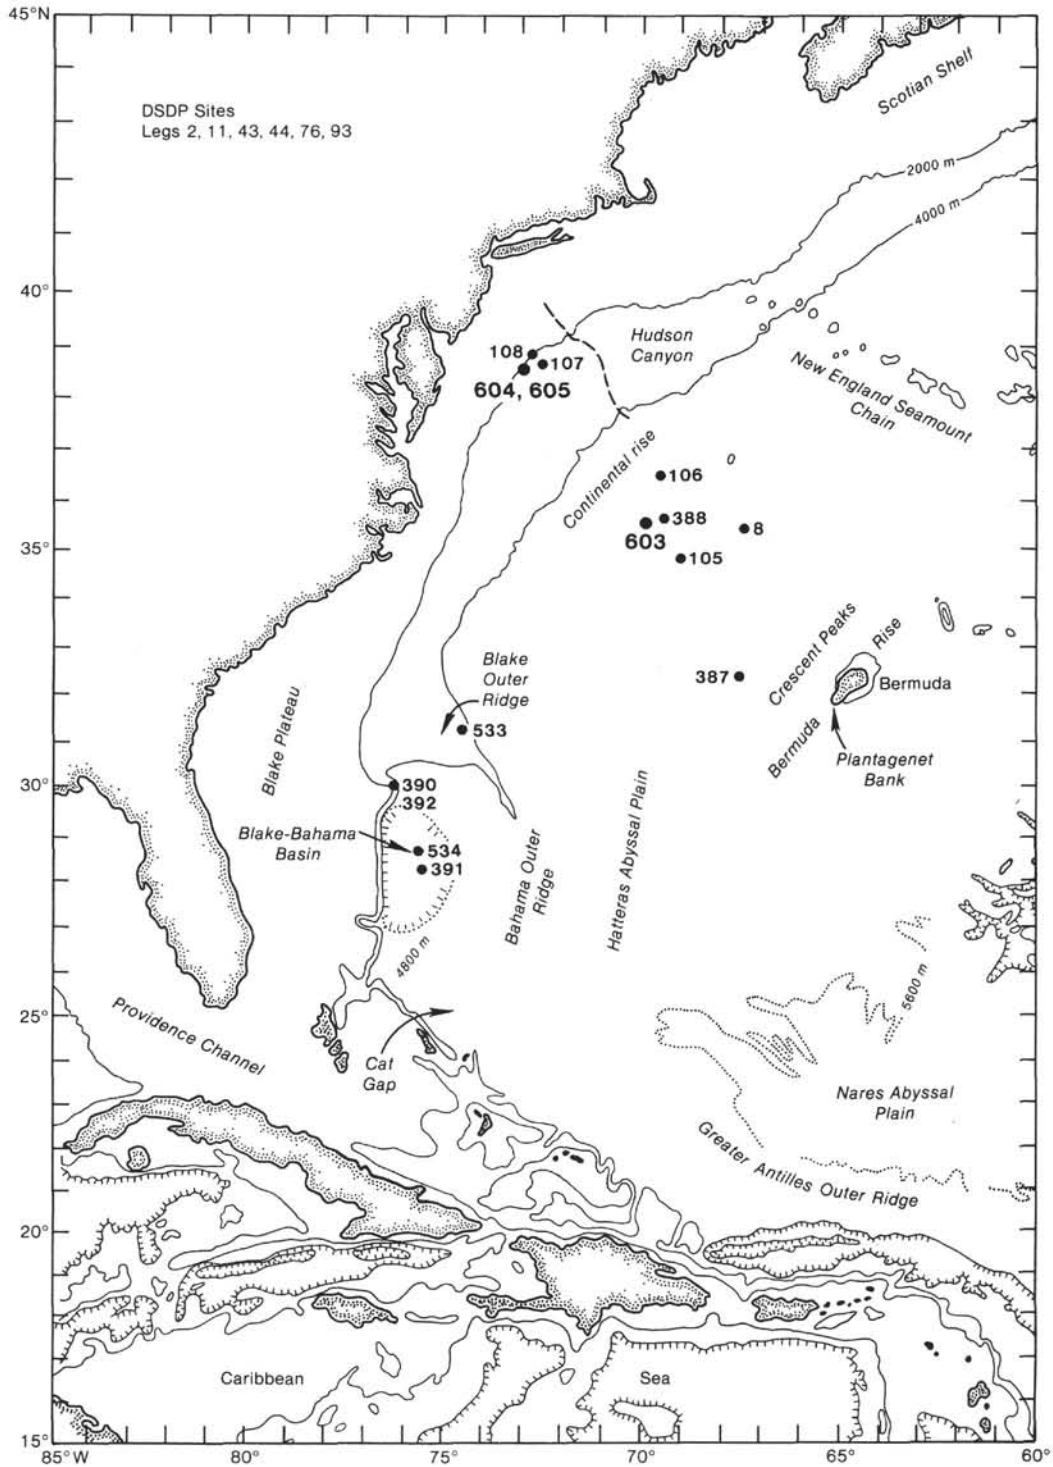 45°N
DSDP Sites
Legs 2, 11, 43, 44, 76, 93
Scotian Shelf
2000 m
4000 m
40°
Hudson
Canyon
108
107
604, 605
New England Seamount
Chain
Continental rise
106
388
603
8
105
35°
Crescent Peaks
Rise
Bermuda
Bermuda
Plantagenet
Bank
387
Blake
Outer
Ridge
533
Blake Plateau
30°
390
392
Blake-Bahama
Basin
534
391
Bahama Outer
Ridge
Hatteras Abyssal Plain
4800 m
5600 m
25°
Providence Channel
Cat
Gap
Nares Abyssal
Plain
Greater Antilles Outer Ridge
20°
Caribbean
Sea
15°
85°W
80°
75°
70°
65°
60°